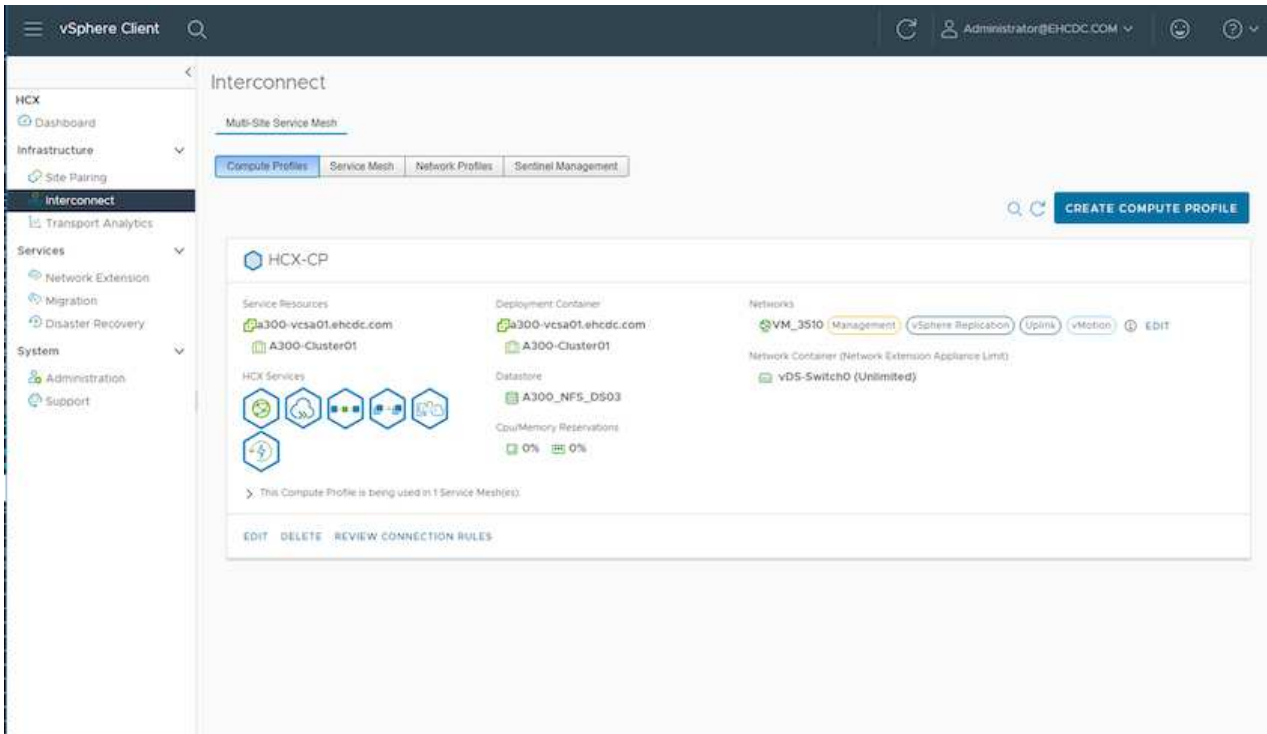 vSphere Client
Administrator@EHCDC.COM
HCX
Dashboard
Infrastructure
Site Pairing
Interconnect
Transport Analytics
Services
Network Extension
Migration
Disaster Recovery
System
Administration
Support
Interconnect
Multi-Site Service Mesh
Compute Profiles
Service Mesh
Network Profiles
Sentinel Management
CREATE COMPUTE PROFILE
HCX-CP
Service Resources
a300-vcsa01.ehcdc.com
A300-Cluster01
HCX Services
Deployment Container
a300-vcsa01.ehcdc.com
A300-Cluster01
Datastore
A300_NFS_DS03
Cpu/Memory Reservations
0% 0%
Networks
VM_3510 Management vSphere Replication Uplink vMotion EDIT
Network Container (Network Extension Appliance Limit)
vDS-Switch0 (Unlimited)
This Compute Profile is being used in 1 Service Mesh(es).
EDIT DELETE REVIEW CONNECTION RULES